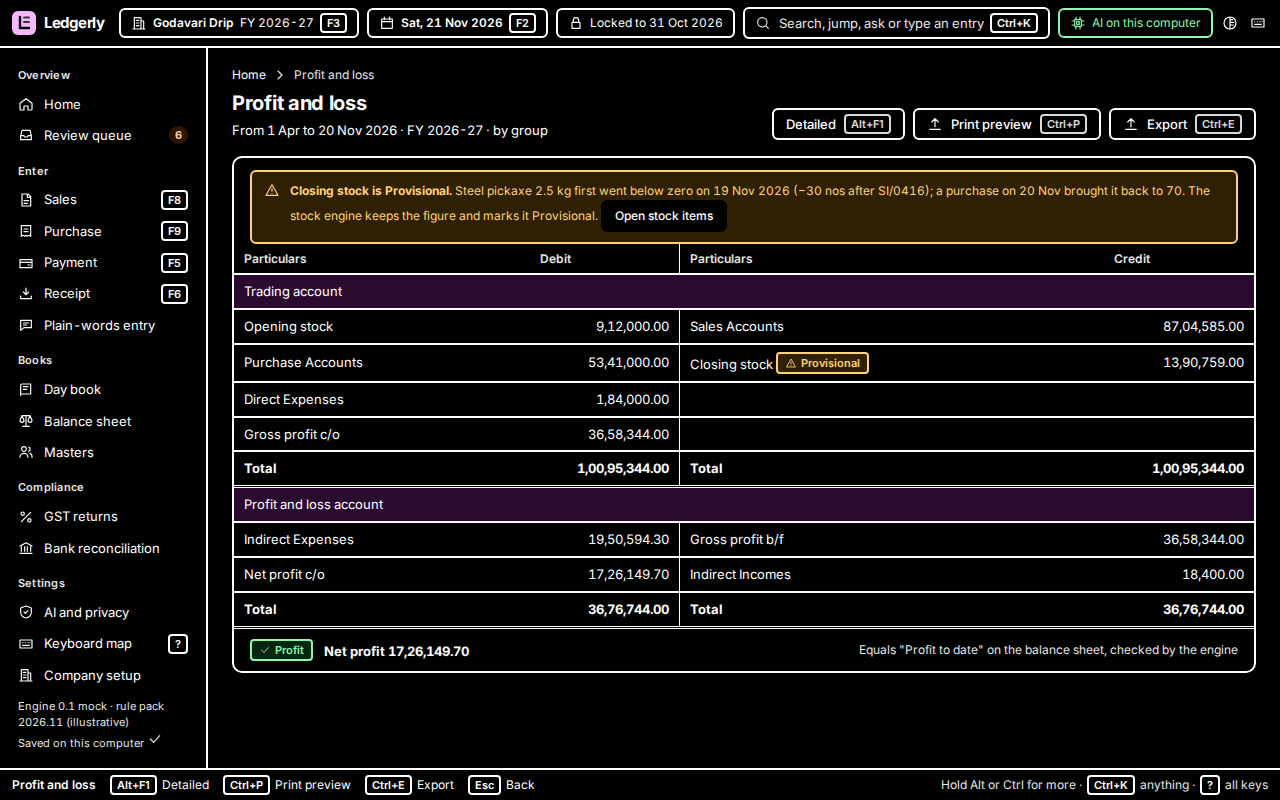 Ledgerly
Godavari Drip FY 2026-27 F3
Sat, 21 Nov 2026 F2
Locked to 31 Oct 2026
Search, jump, ask or type an entry Ctrl+K
AI on this computer
Overview
Home
Review queue 6
Enter
Sales F8
Purchase F9
Payment F5
Receipt F6
Plain-words entry
Books
Day book
Balance sheet
Masters
Compliance
GST returns
Bank reconciliation
Settings
AI and privacy
Keyboard map ?
Company setup
Engine 0.1 mock · rule pack
2026.11 (illustrative)
Saved on this computer
Home > Profit and loss
Profit and loss
From 1 Apr to 20 Nov 2026 · FY 2026-27 · by group
Detailed Alt+F1
Print preview Ctrl+P
Export Ctrl+E
Closing stock is Provisional. Steel pickaxe 2.5 kg first went below zero on 19 Nov 2026 (−30 nos after SI/0416); a purchase on 20 Nov brought it back to 70. The
stock engine keeps the figure and marks it Provisional. Open stock items
Particulars Debit Particulars Credit
Trading account
Opening stock 9,12,000.00 Sales Accounts 87,04,585.00
Purchase Accounts 53,41,000.00 Closing stock Provisional 13,90,759.00
Direct Expenses 1,84,000.00
Gross profit c/o 36,58,344.00
Total 1,00,95,344.00 Total 1,00,95,344.00
Profit and loss account
Indirect Expenses 19,50,594.30 Gross profit b/f 36,58,344.00
Net profit c/o 17,26,149.70 Indirect Incomes 18,400.00
Total 36,76,744.00 Total 36,76,744.00
Profit Net profit 17,26,149.70 Equals "Profit to date" on the balance sheet, checked by the engine
Profit and loss Alt+F1 Detailed Ctrl+P Print preview Ctrl+E Export Esc Back Hold Alt or Ctrl for more · Ctrl+K anything · ? all keys